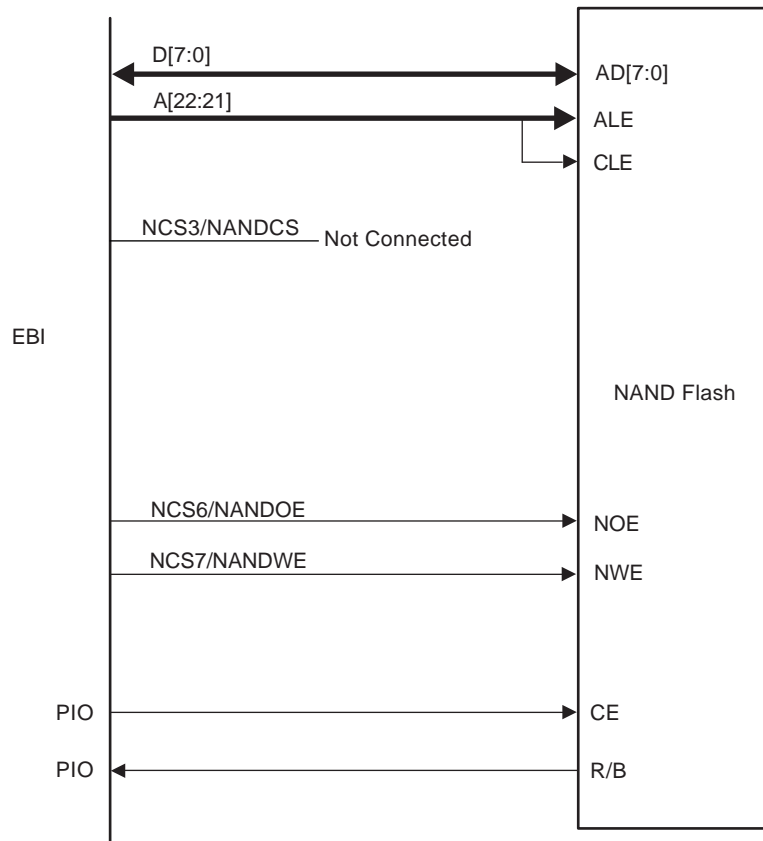 D[7:0]
AD[7:0]
A[22:21]
ALE
CLE
NCS3/NANDCS
Not Connected
EBI
NAND Flash
NCS6/NANDOE
NOE
NCS7/NANDWE
NWE
PIO
CE
PIO
R/B